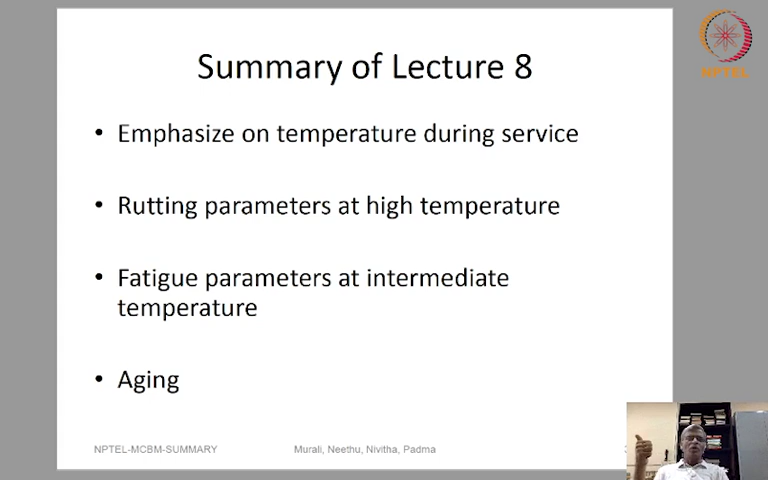 NPTEL
Summary of Lecture 8
• Emphasize on temperature during service
• Rutting parameters at high temperature
• Fatigue parameters at intermediate
temperature
• Aging
NPTEL-MCBM-SUMMARY
Murali, Neethu, Nivitha, Padma